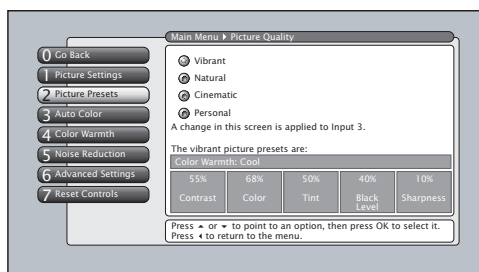 Main Menu ▸ Picture Quality
0 Go Back
1 Picture Settings
2 Picture Presets
3 Auto Color
4 Color Warmth
5 Noise Reduction
6 Advanced Settings
7 Reset Controls
Vibrant
Natural
Cinematic
Personal
A change in this screen is applied to Input 3.
The vibrant picture presets are:
Color Warmth: Cool
55% 68% 50% 40% 10%
Contrast Color Tint Black Level Sharpness
Press ▲ or ▼ to point to an option, then press OK to select it.
Press ◂ to return to the menu.